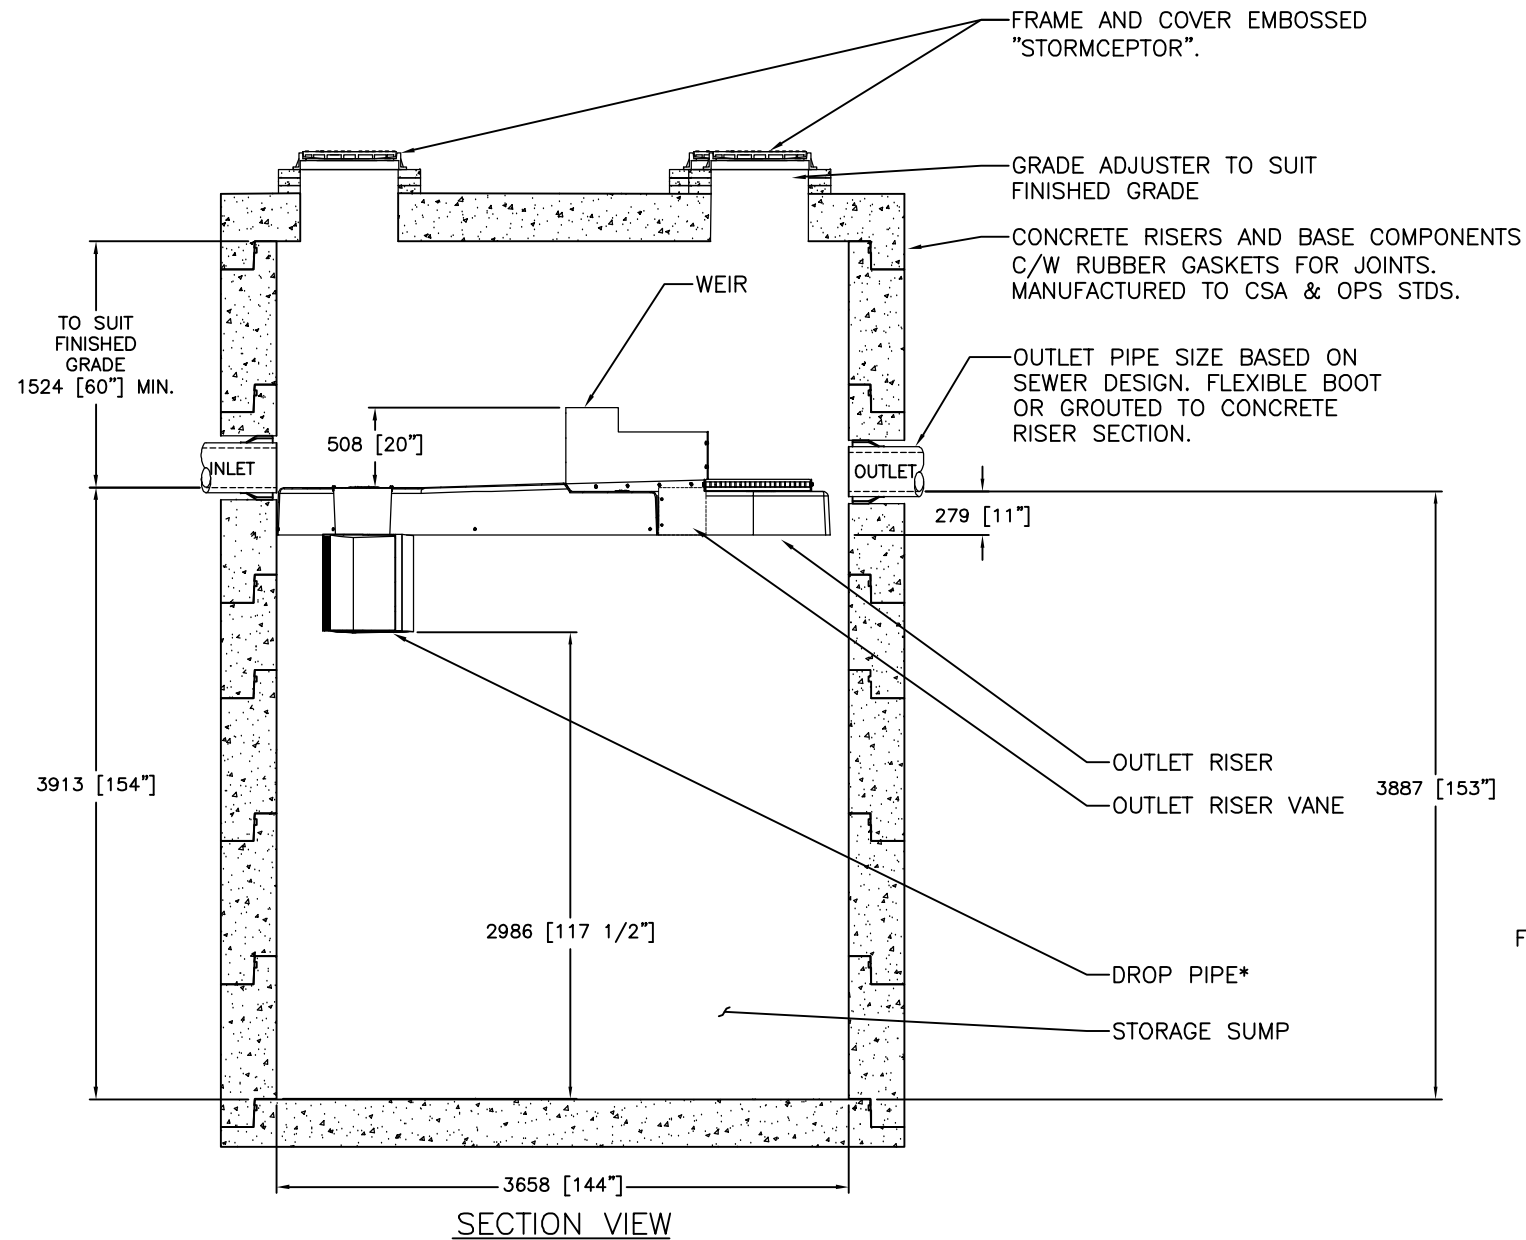 FRAME AND COVER EMBOSSED
"STORMCEPTOR".
GRADE ADJUSTER TO SUIT
FINISHED GRADE
CONCRETE RISERS AND BASE COMPONENTS
C/W RUBBER GASKETS FOR JOINTS.
MANUFACTURED TO CSA & OPS STDS.
WEIR
TO SUIT
FINISHED
GRADE
1524 [60"] MIN.
OUTLET PIPE SIZE BASED ON
SEWER DESIGN. FLEXIBLE BOOT
OR GROUTED TO CONCRETE
RISER SECTION.
508 [20"]
INLET
OUTLET
279 [11"]
OUTLET RISER
3913 [154"]
3887 [153"]
OUTLET RISER VANE
2986 [117 1/2"]
F
DROP PIPE*
STORAGE SUMP
3658 [144"]
SECTION VIEW